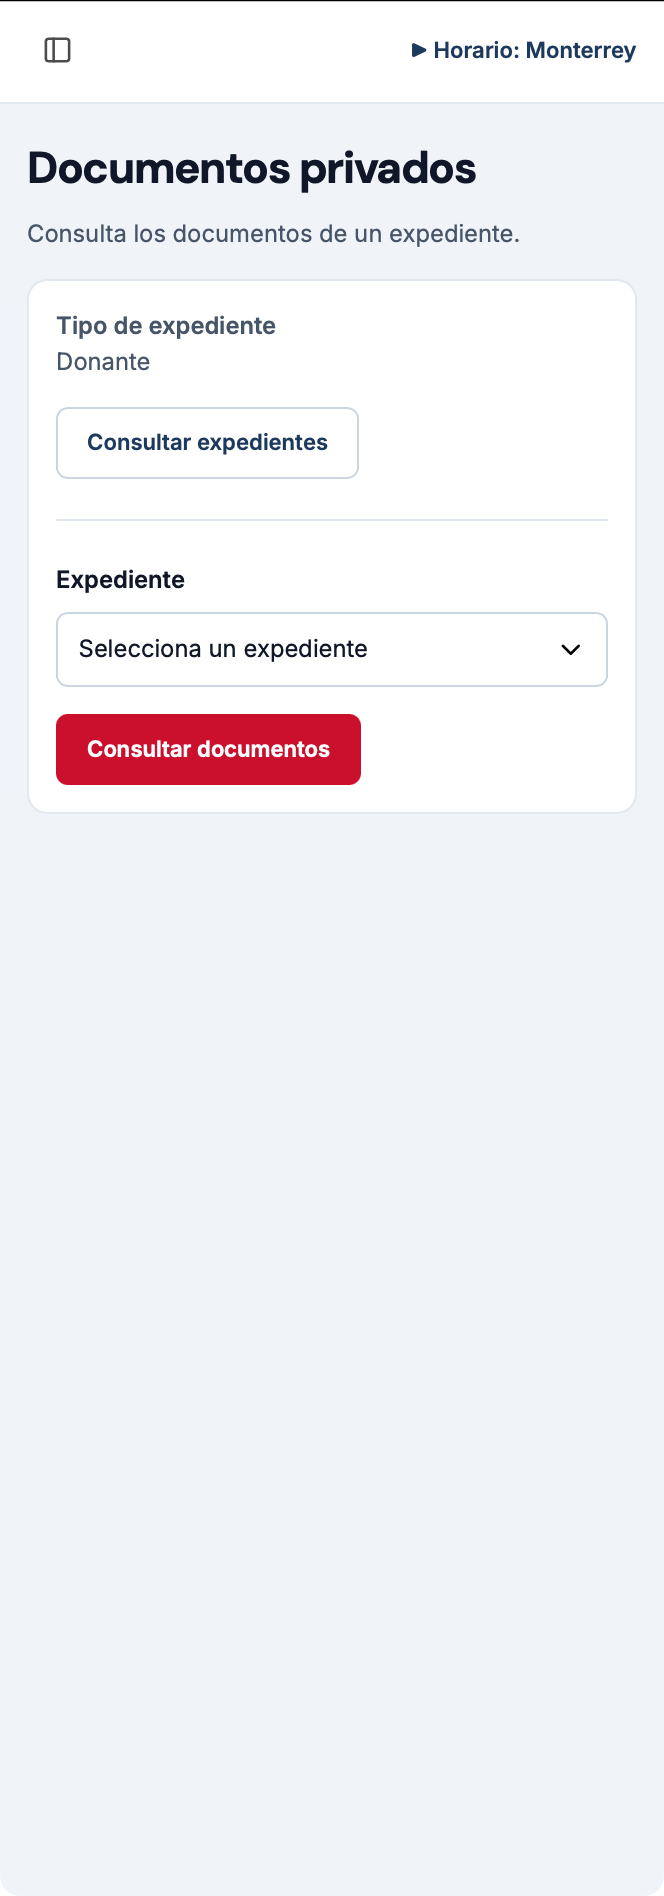 Horario: Monterrey
Documentos privados
Consulta los documentos de un expediente.
Tipo de expediente
Donante
Consultar expedientes
Expediente
Selecciona un expediente
Consultar documentos